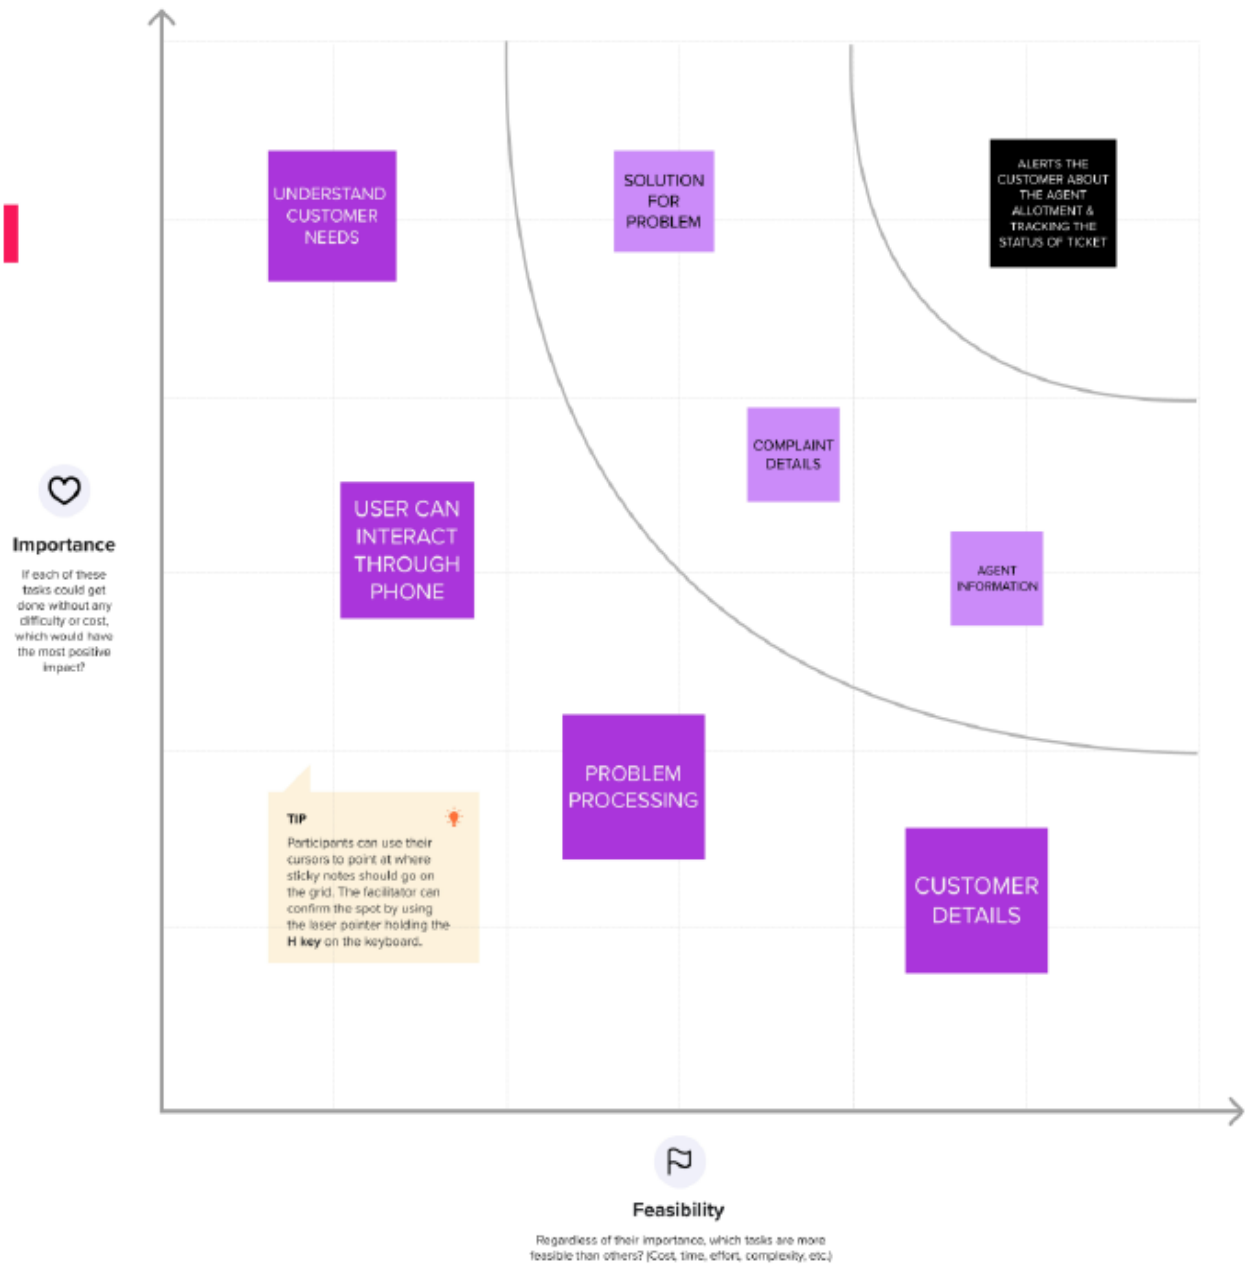 UNDERSTAND
CUSTOMER
NEEDS
SOLUTION
FOR
PROBLEM
ALERTS THE
CUSTOMER ABOUT
THE AGENT
ALLOTMENT &
TRACKING THE
STATUS OF TICKET
COMPLAINT
DETAILS
USER CAN
INTERACT
THROUGH
PHONE
AGENT
INFORMATION
Importance
If each of these
tasks could get
done without any
difficulty or cost,
which would have
the most positive
impact?
PROBLEM
PROCESSING
TIP
Participants can use their
cursors to point at where
sticky notes should go on
the grid. The facilitator can
confirm the spot by using
the laser pointer holding the
H key on the keyboard.
CUSTOMER
DETAILS
Feasibility
Regardless of their importance, which tasks are more
feasible than others? (Cost, time, effort, complexity, etc.)